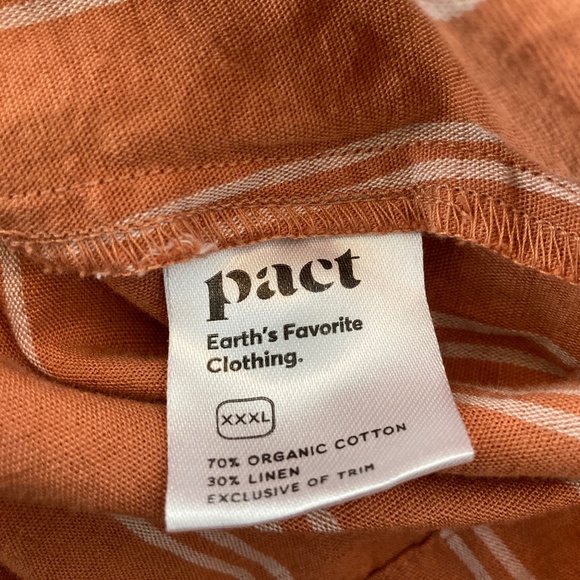 pact
Earth's Favorite
Clothing.
XXXL
70% ORGANIC COTTON
30% LINEN
EXCLUSIVE OF TRIM